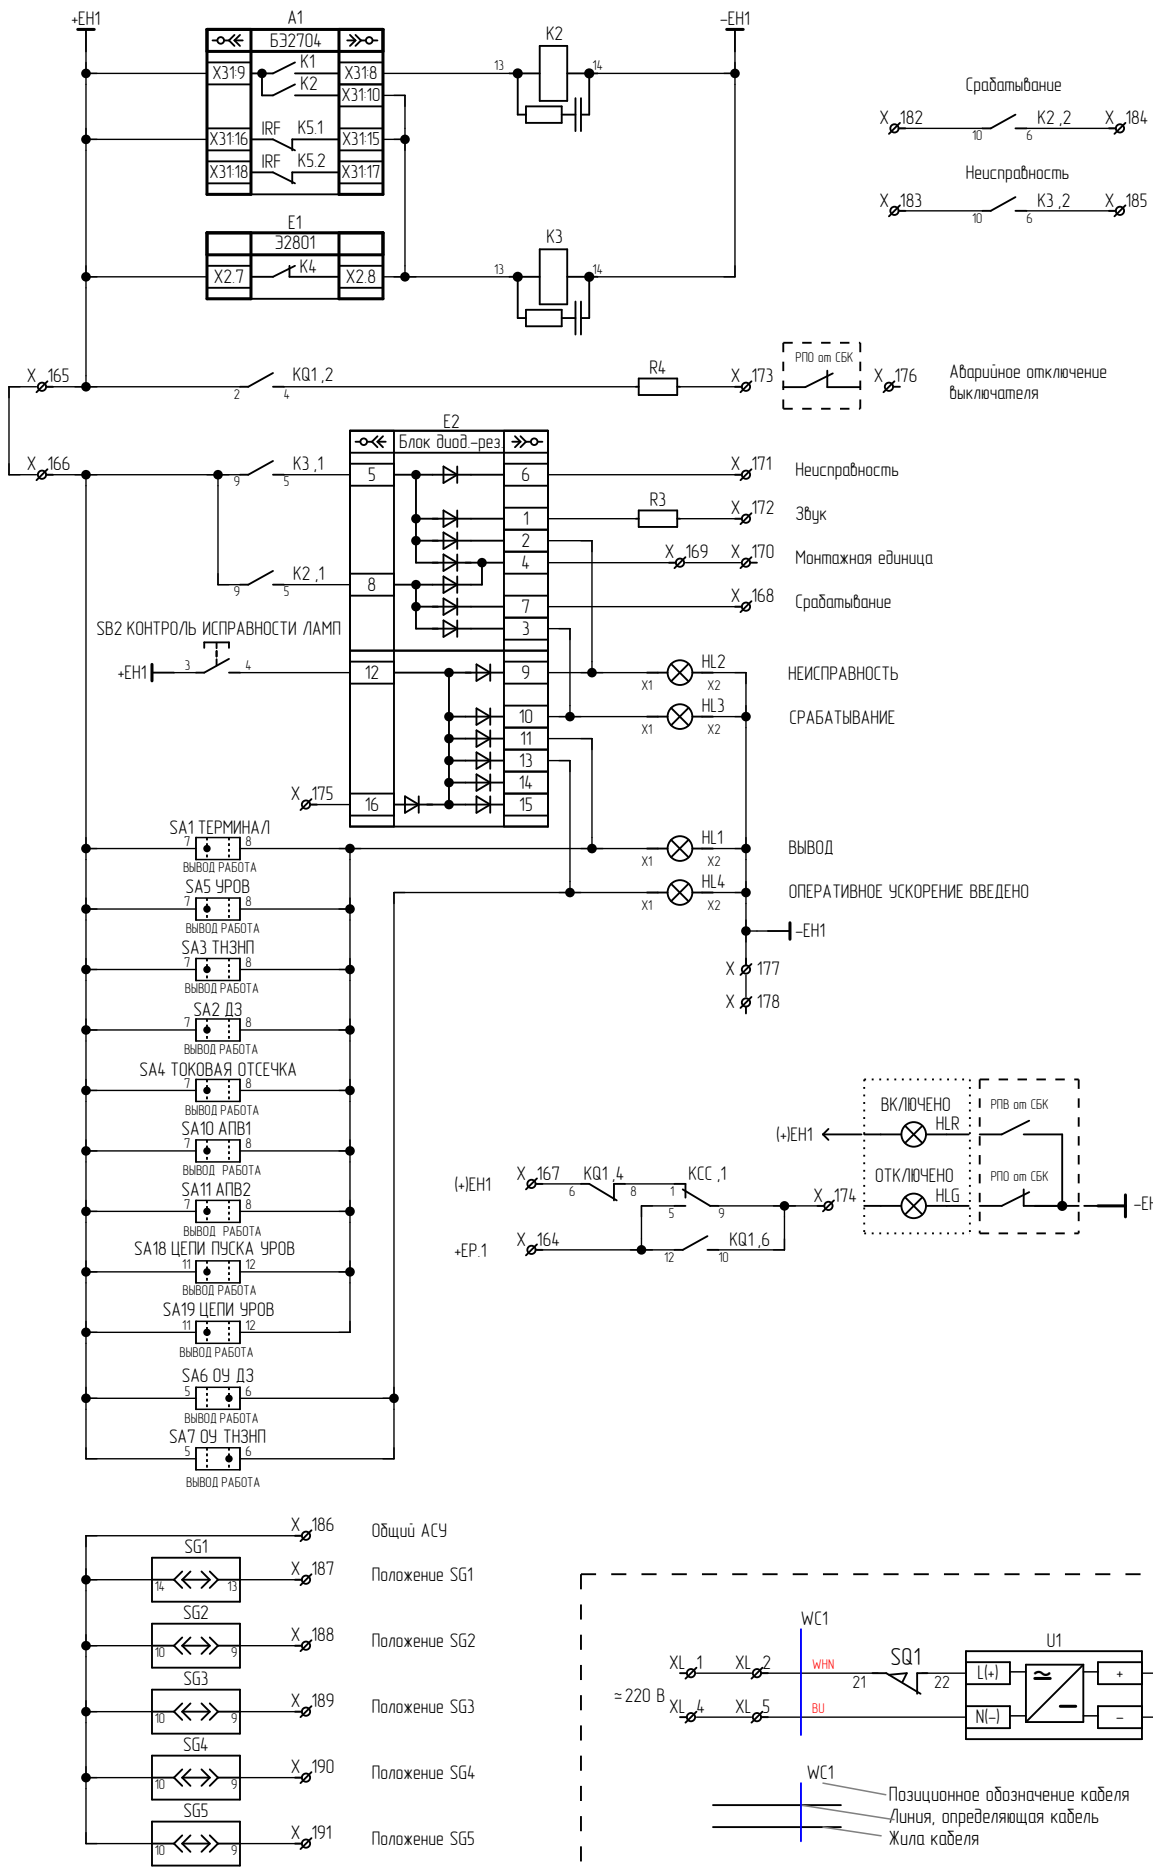 +EH1
A1
–EH1
БЭ2704
K1
X31:9
X31:8
K2
X31:10
X31:16
IRF
K5.1
X31:15
X31:18
IRF
K5.2
X31:17
13
K2
14
E1
Э2801
X2.7
K4
X2.8
13
K3
14
Срабатывание
X 182
10
6
K2 ,2
X 184
Неисправность
X 183
10
6
K3 ,2
X 185
X 165
2
4
KQ1 ,2
R4
X 173
РПО от СБК
X 176
Аварийное отключение
выключателя
E2
Блок диод.-рез.
X 166
9
5
K3 ,1
5
6
X 171
Неисправность
1
R3
X 172
Звук
2
4
X 169
X 170
Монтажная единица
9
5
K2 ,1
8
7
X 168
Срабатывание
3
SB2 КОНТРОЛЬ ИСПРАВНОСТИ ЛАМП
+EH1
3
4
12
9
X1
HL2
X2
НЕИСПРАВНОСТЬ
10
X1
HL3
X2
СРАБАТЫВАНИЕ
11
13
14
X 175
16
15
SA1 ТЕРМИНАЛ
7
8
ВЫВОД РАБОТА
X1
HL1
X2
ВЫВОД
SA5 УРОВ
7
8
ВЫВОД РАБОТА
X1
HL4
X2
ОПЕРАТИВНОЕ УСКОРЕНИЕ ВВЕДЕНО
–EH1
X 177
X 178
SA3 ТНЗНП
7
8
ВЫВОД РАБОТА
SA2 ДЗ
7
8
ВЫВОД РАБОТА
SA4 ТОКОВАЯ ОТСЕЧКА
7
8
ВЫВОД РАБОТА
SA10 АПВ1
7
8
ВЫВОД РАБОТА
SA11 АПВ2
7
8
ВЫВОД РАБОТА
SA18 ЦЕПИ ПУСКА УРОВ
11
12
ВЫВОД РАБОТА
SA19 ЦЕПИ УРОВ
11
12
ВЫВОД РАБОТА
SA6 ОУ ДЗ
5
6
ВЫВОД РАБОТА
SA7 ОУ ТНЗНП
5
6
ВЫВОД РАБОТА
ВКЛЮЧЕНО
РПВ от СБК
(+)EH1
HLR
ОТКЛЮЧЕНО
РПО от СБК
HLG
–EH
(+)EH1
X 167
6
KQ1 ,4
8
1
KCC ,1
5
9
X 174
+EP.1
X 164
12
10
KQ1 ,6
X 186
Общий АСУ
SG1
14
13
X 187
Положение SG1
SG2
10
9
X 188
Положение SG2
SG3
10
9
X 189
Положение SG3
SG4
10
9
X 190
Положение SG4
SG5
10
9
X 191
Положение SG5
WC1
U1
XL 1
XL 2
WHN
21
SQ1
22
L(+)
+
≂220 В
XL 4
XL 5
BU
N(–)
–
WC1
Позиционное обозначение кабеля
Линия, определяющая кабель
Жила кабеля